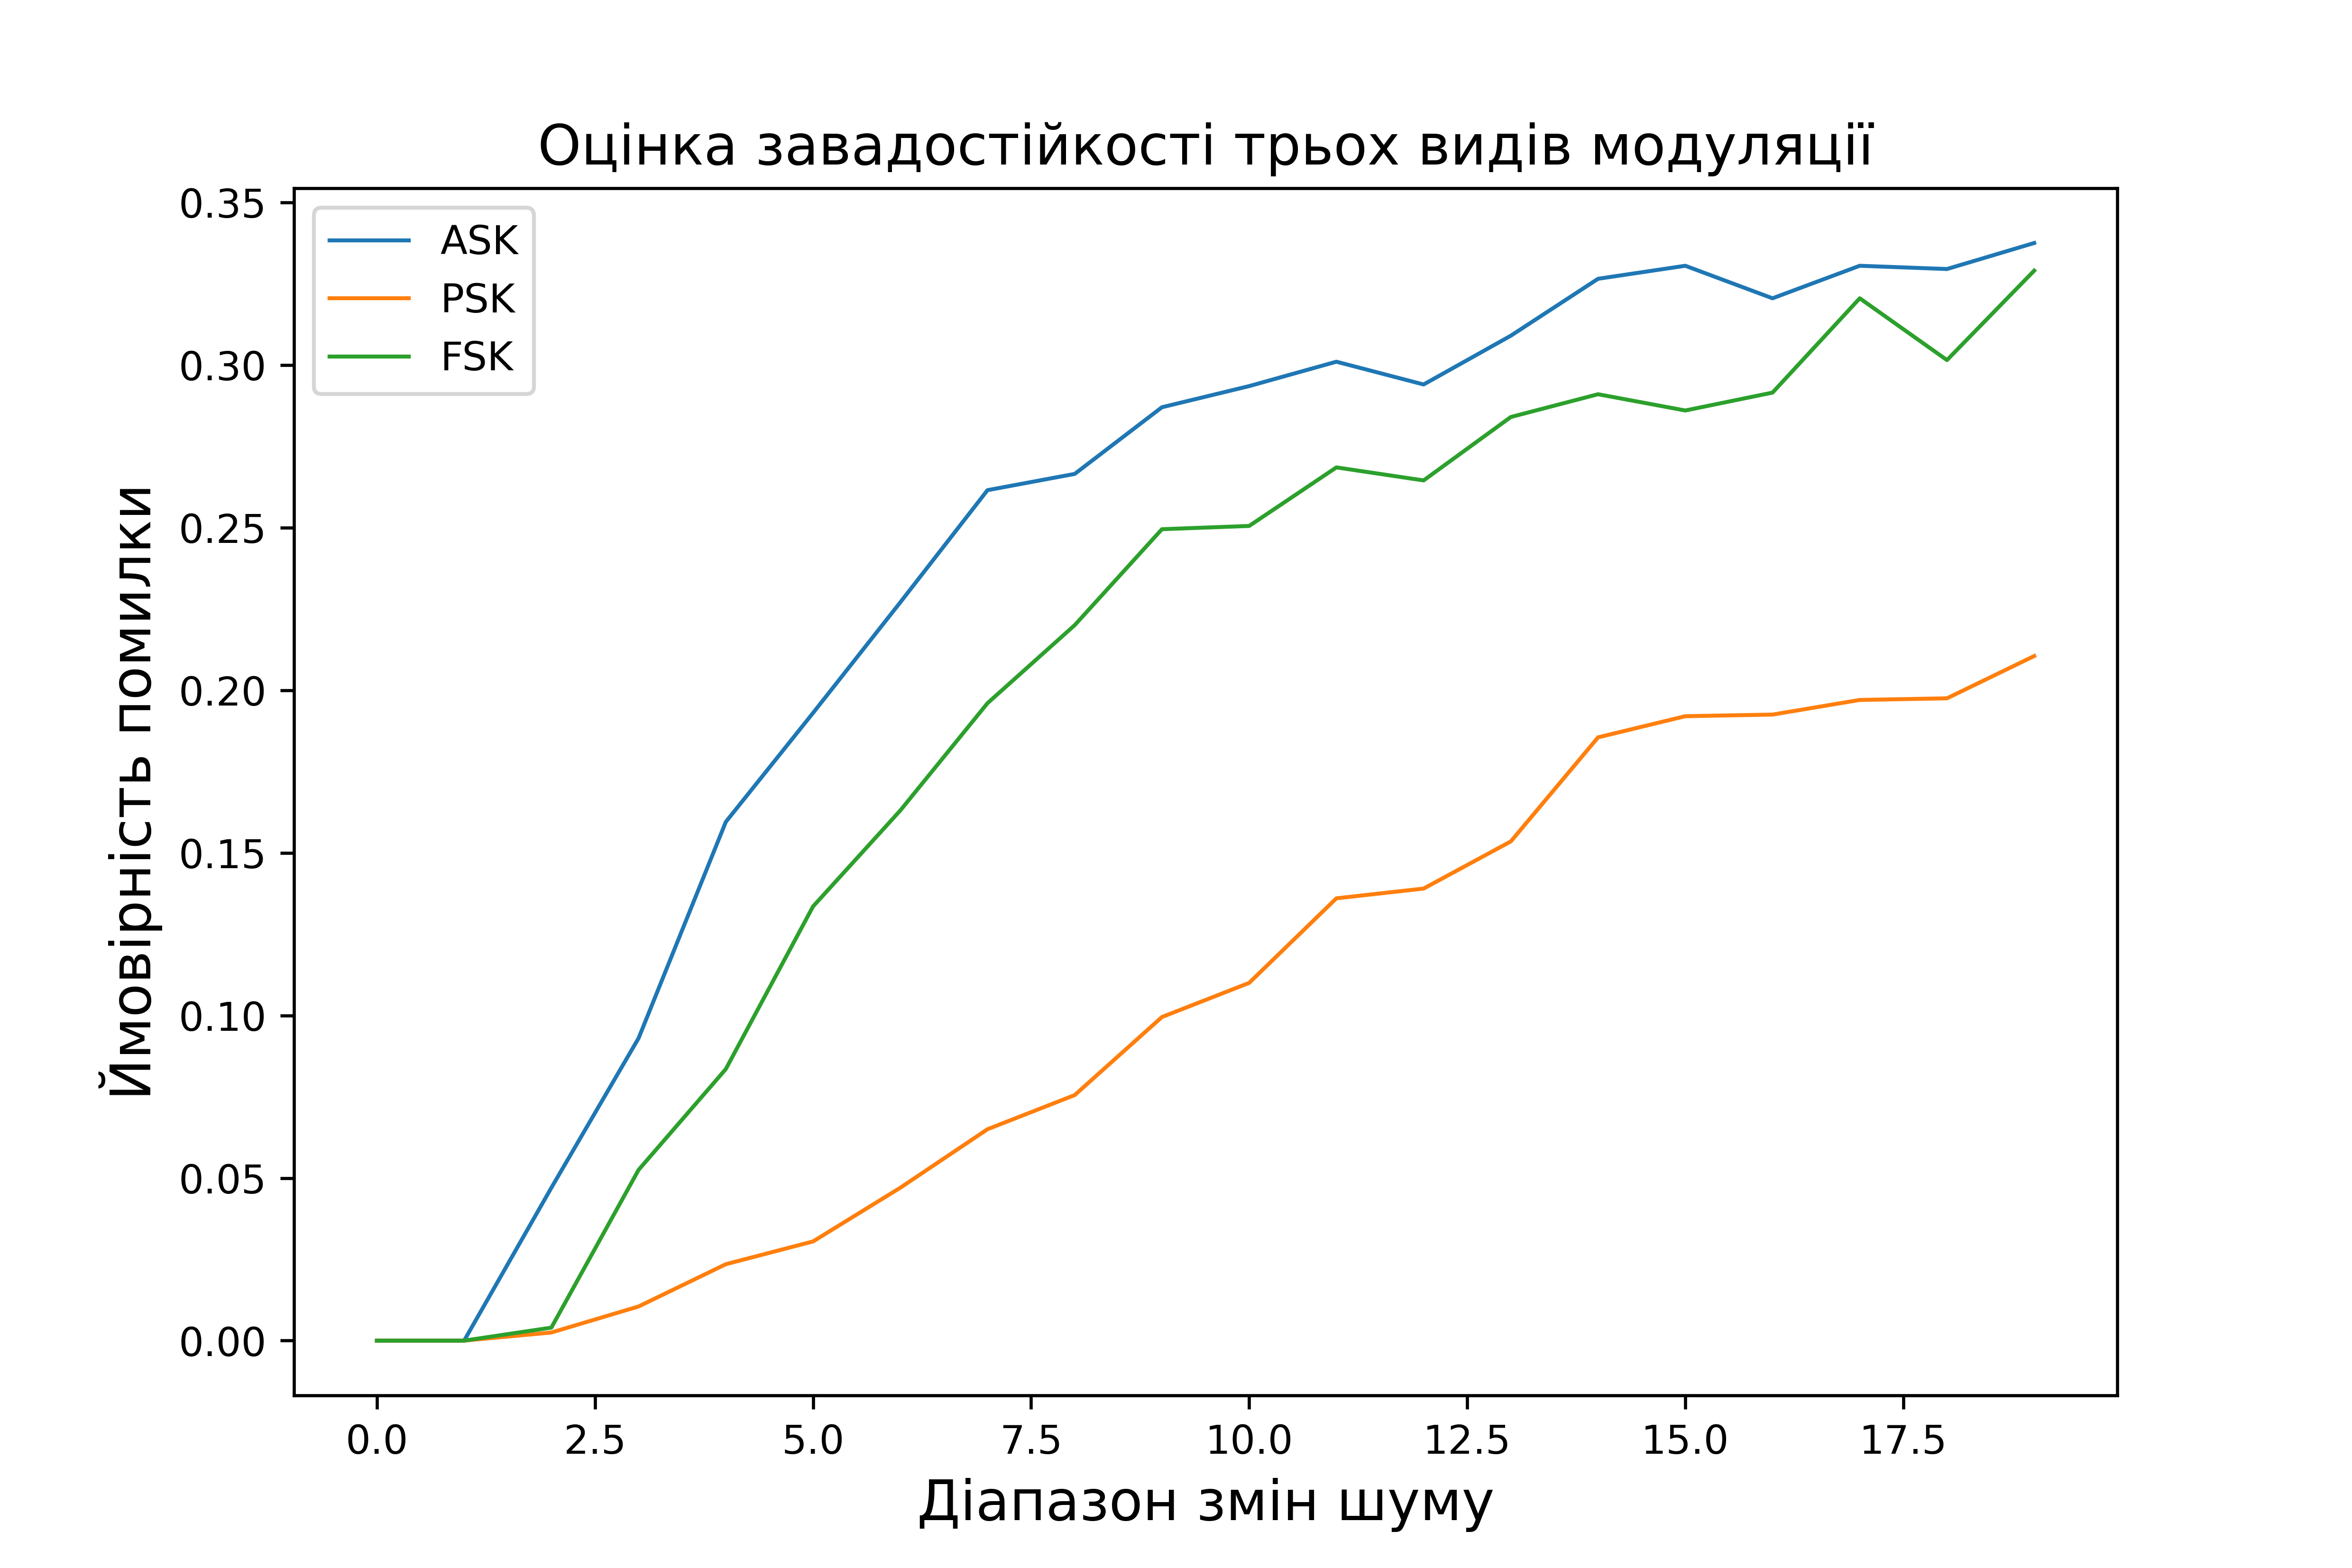 Оцінка завадостійкості трьох видів модуляції
ASK
PSK
FSK
Ймовірність помилки
0.35
0.30
0.25
0.20
0.15
0.10
0.05
0.00
0.0 2.5 5.0 7.5 10.0 12.5 15.0 17.5
Діапазон змін шуму